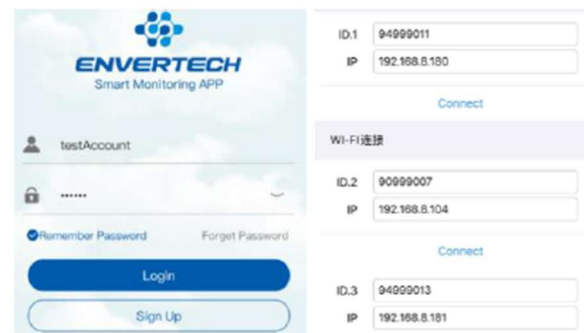 ENVERTECH
Smart Monitoring APP
testAccount
••••••
Remember Password
Forget Password
Login
Sign Up
ID.1 94999011
IP 192.168.8.180
Connect
WI-FI连接
ID.2 90999007
IP 192.168.8.104
Connect
ID.3 94999013
IP 192.168.8.181